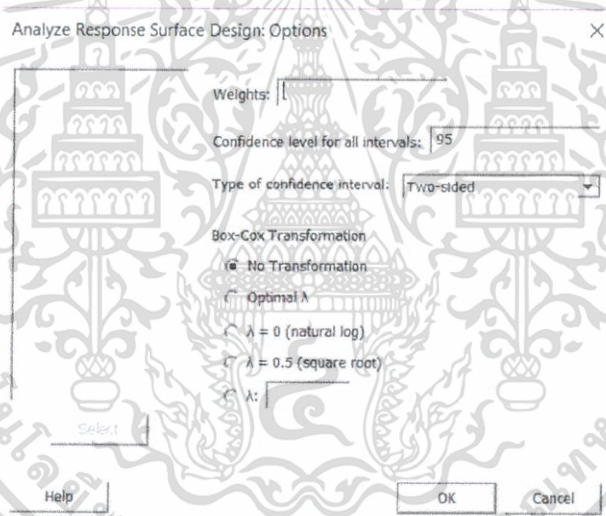 Analyze Response Surface Design: Options
Weights:
Confidence level for all intervals: 95
Type of confidence interval: Two-sided
Box-Cox Transformation
No Transformation
Optimal λ
λ = 0 (natural log)
λ = 0.5 (square root)
λ:
Select
Help
OK
Cancel